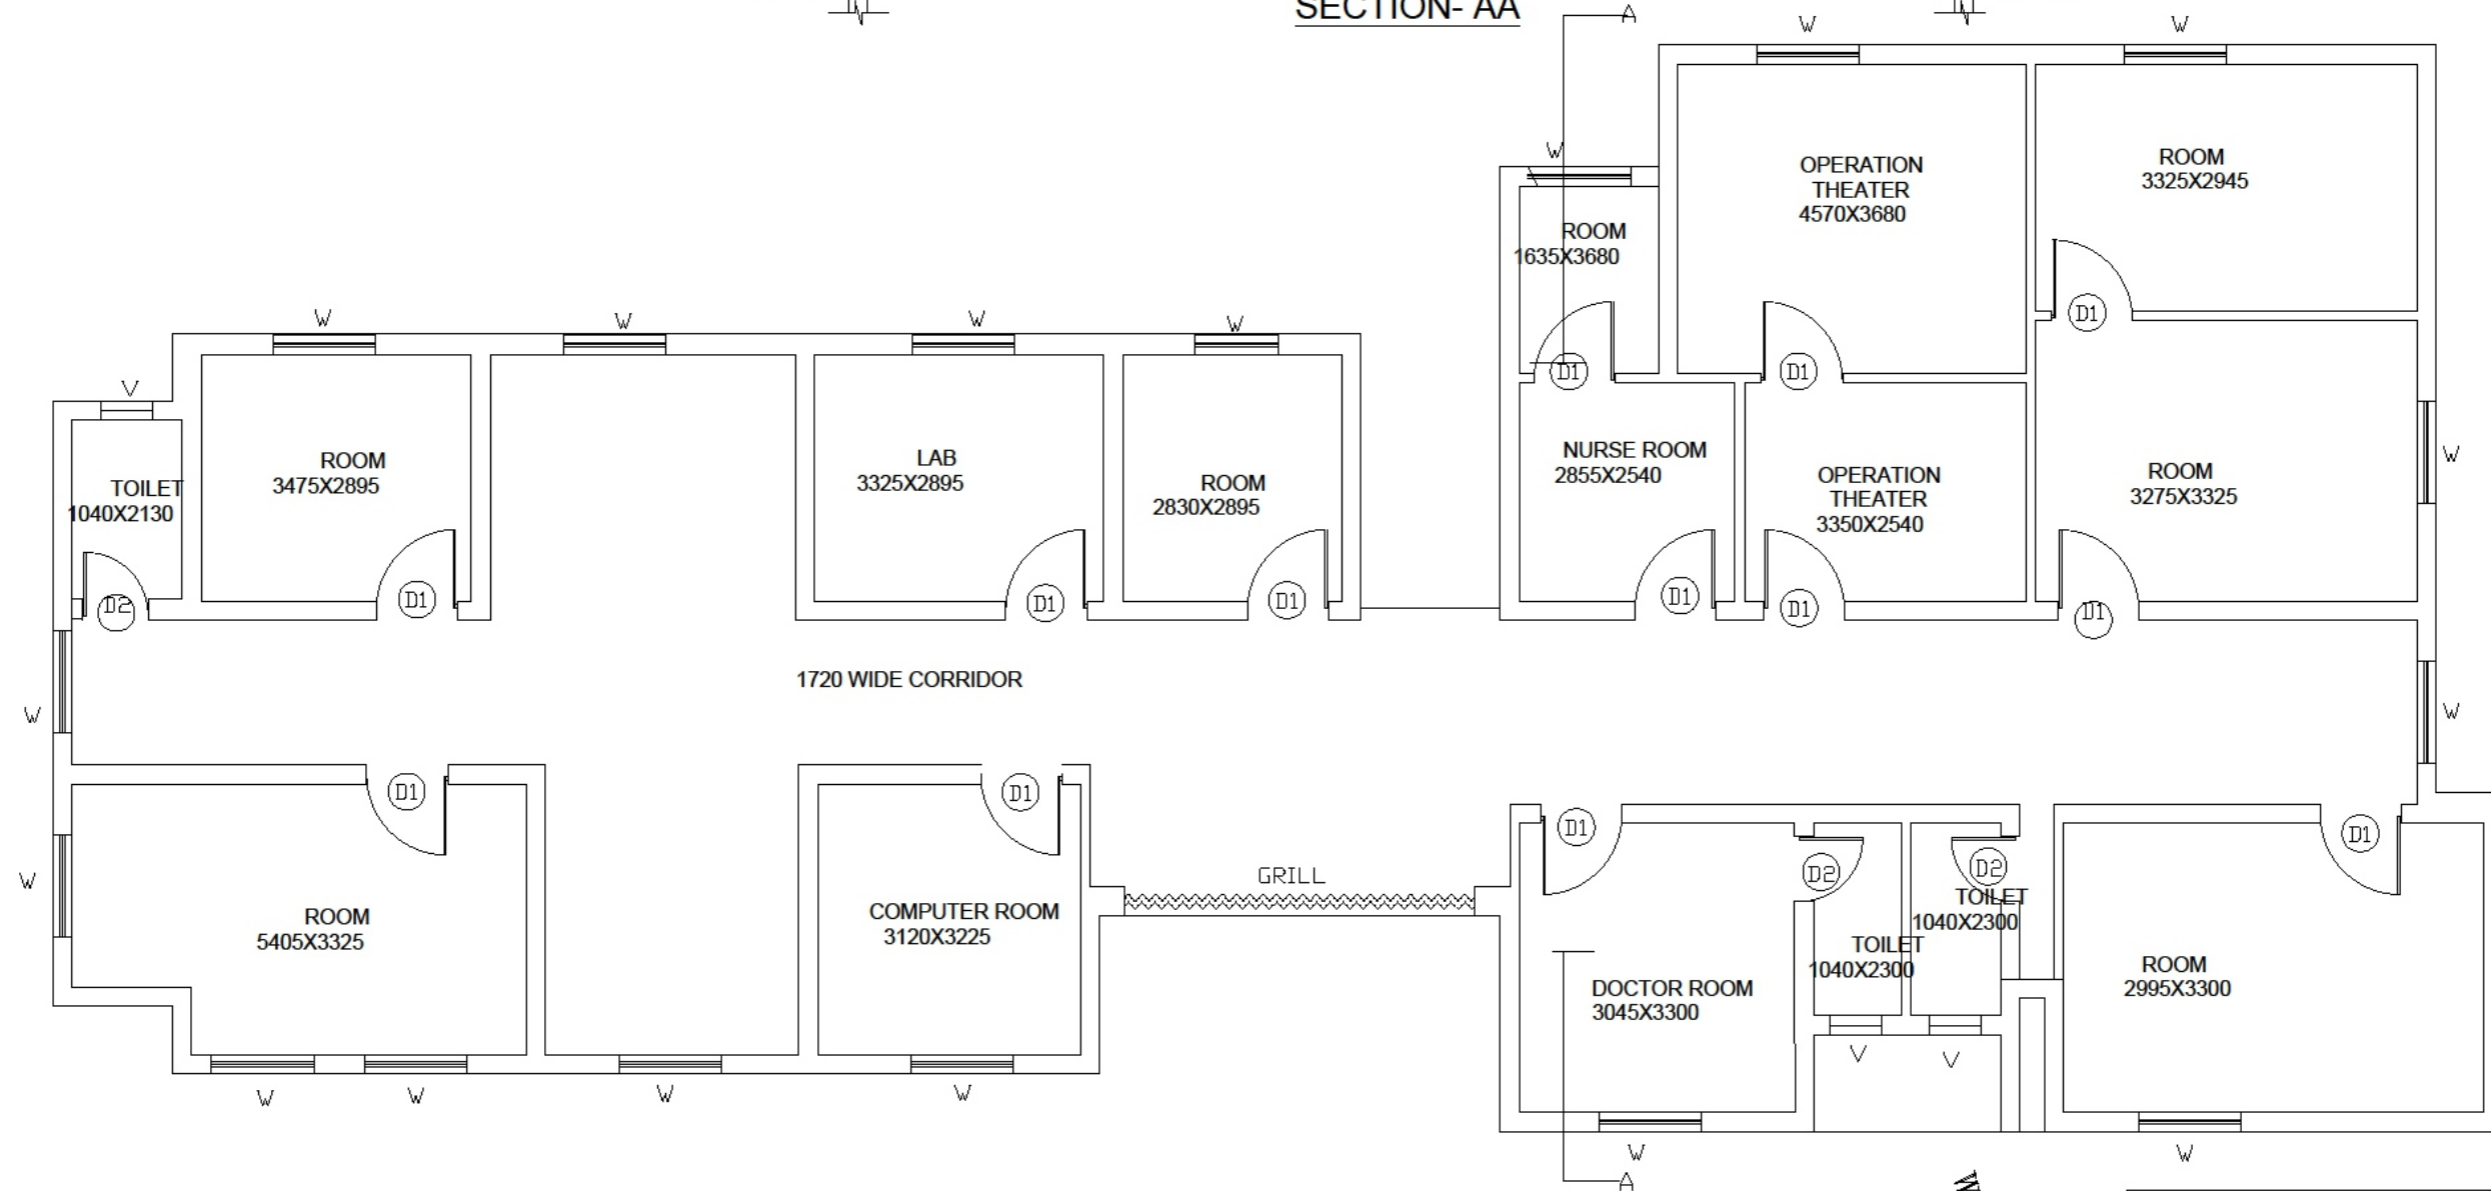 SECTION- AA
A
W
W
W
OPERATION
THEATER
4570X3680
ROOM
3325X2945
ROOM
1635X3680
D1
D1
D1
W
W
W
W
V
TOILET
1040X2130
D2
ROOM
3475X2895
D1
LAB
3325X2895
D1
ROOM
2830X2895
D1
NURSE ROOM
2855X2540
D1
OPERATION
THEATER
3350X2540
D1
ROOM
3275X3325
D1
W
1720 WIDE CORRIDOR
W
W
W
D1
ROOM
5405X3325
D1
COMPUTER ROOM
3120X3225
GRILL
D1
DOCTOR ROOM
3045X3300
D2
TOILET
1040X2300
D2
TOILET
1040X2300
D1
ROOM
2995X3300
V
V
W
W
W
W
W
W
A
W